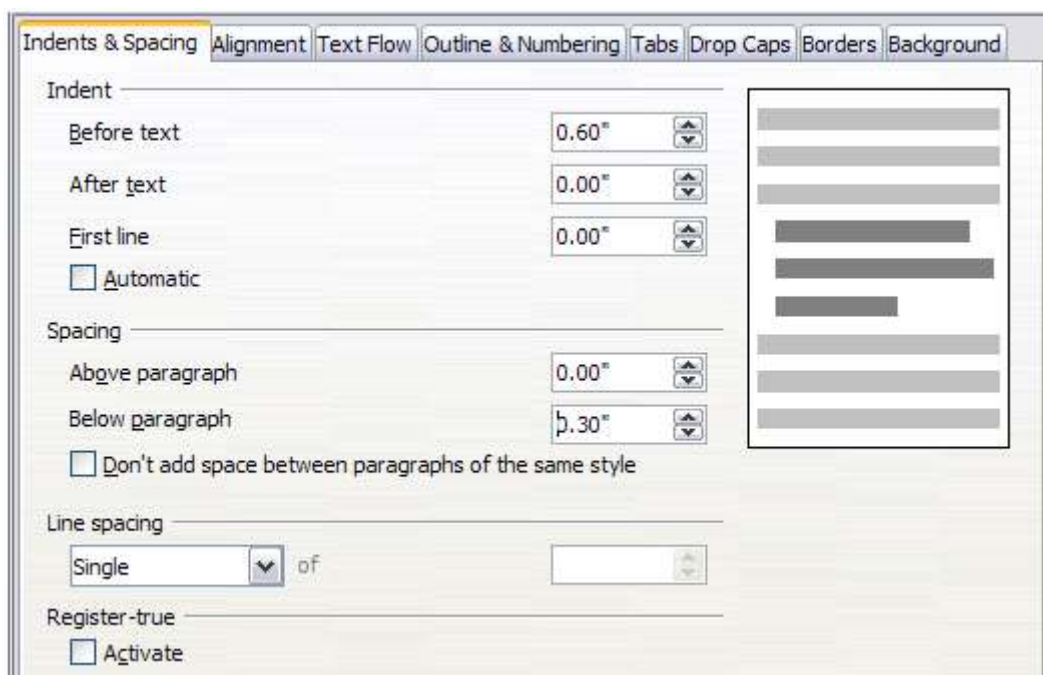 Indents & Spacing Alignment Text Flow Outline & Numbering Tabs Drop Caps Borders Background
Indent
Before text 0.60"
After text 0.00"
First line 0.00"
Automatic
Spacing
Above paragraph 0.00"
Below paragraph 0.30"
Don't add space between paragraphs of the same style
Line spacing
Single of
Register-true
Activate